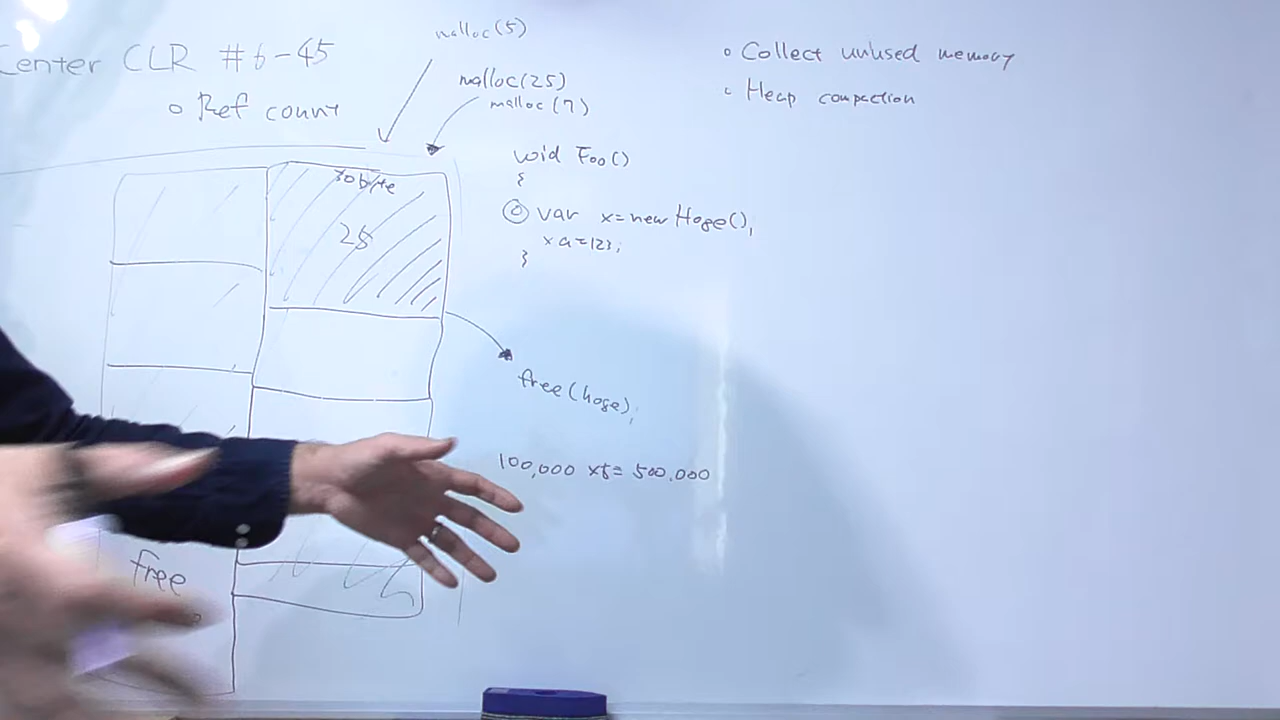 Center CLR #6-45
○ Ref count
malloc(5)
malloc(25)
malloc(7)
30byte
25
free
void Foo()
{
var x=new Hoge();
x a=123;
}
free(hoge);
100,000 x5= 500,000
○ Collect unused memory
○ Heap compaction